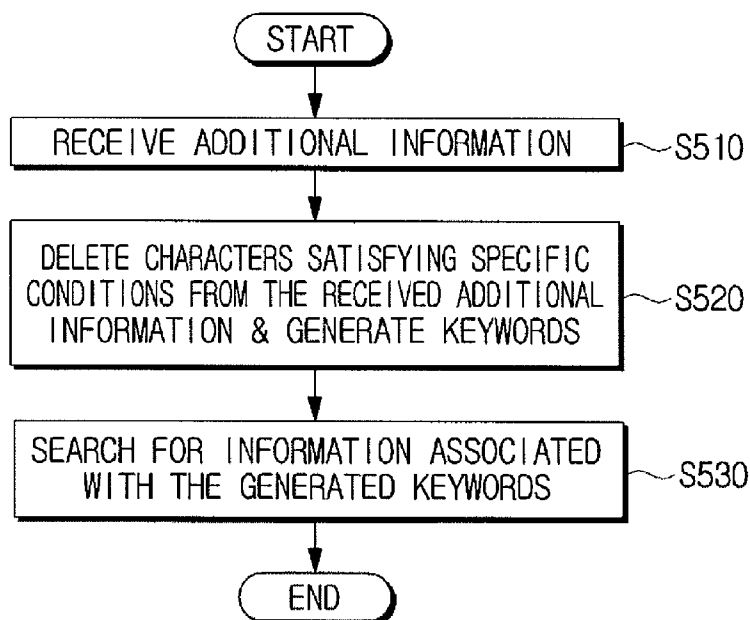 START
RECEIVE ADDITIONAL INFORMATION
S510
DELETE CHARACTERS SATISFYING SPECIFIC
CONDITIONS FROM THE RECEIVED ADDITIONAL
INFORMATION & GENERATE KEYWORDS
S520
SEARCH FOR INFORMATION ASSOCIATED
WITH THE GENERATED KEYWORDS
S530
END